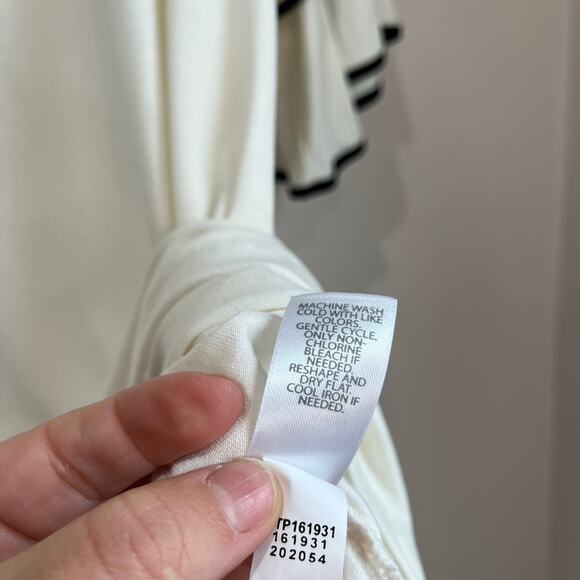 MACHINE WASH
COLD WITH LIKE
COLORS.
GENTLE CYCLE.
ONLY NON-
CHLORINE
BLEACH IF
NEEDED.
RESHAPE AND
DRY FLAT.
COOL IRON IF
NEEDED.
TP161931
161931
202054